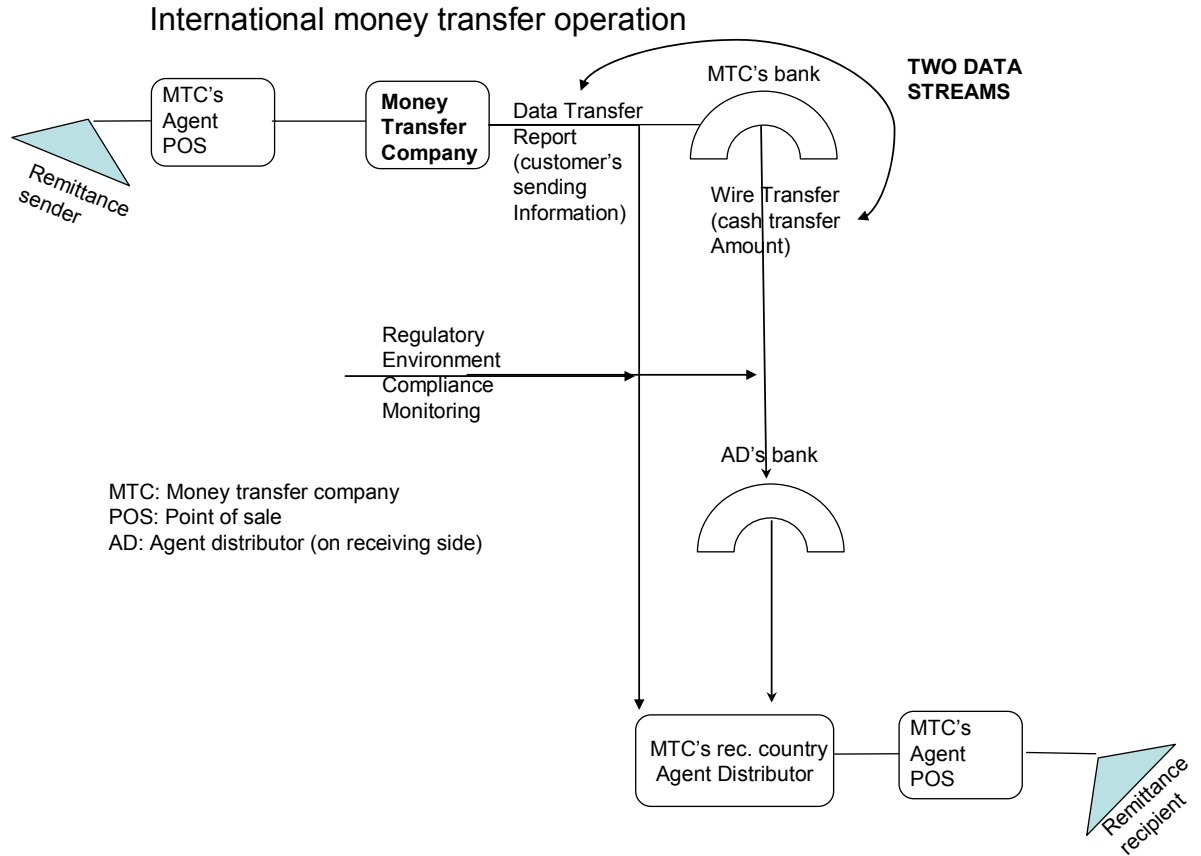 International money transfer operation
MTC's
Agent
POS
Money
Transfer
Company
Data Transfer
Report
(customer's
sending
Information)
MTC's bank
TWO DATA
STREAMS
Remittance
sender
Wire Transfer
(cash transfer
Amount)
Regulatory
Environment
Compliance
Monitoring
AD's bank
MTC: Money transfer company
POS: Point of sale
AD: Agent distributor (on receiving side)
MTC's rec. country
Agent Distributor
MTC's
Agent
POS
Remittance
recipient